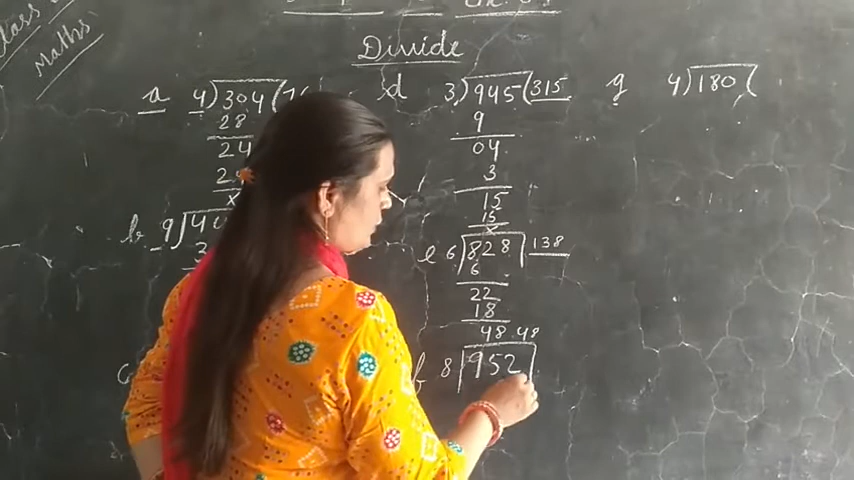 Class
Maths
Divide
a 4)304(
28
24
b 9)40
d 3)945(315
9
04
3
15
15
x
e 6)828(138
6
22
18
48 48
f 8)952
g 4)180(